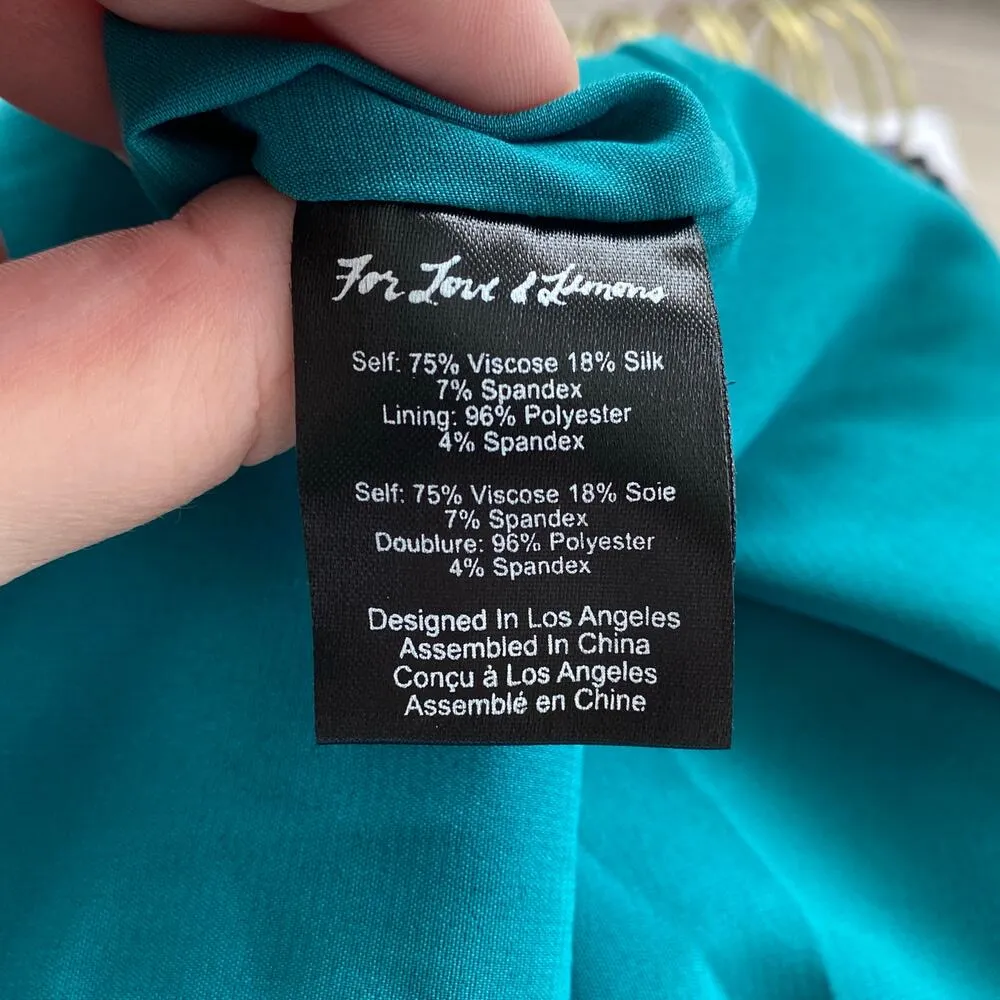 For Love & Lemons
Self: 75% Viscose 18% Silk
7% Spandex
Lining: 96% Polyester
4% Spandex
Self: 75% Viscose 18% Soie
7% Spandex
Doublure: 96% Polyester
4% Spandex
Designed In Los Angeles
Assembled In China
Conçu à Los Angeles
Assemblé en Chine